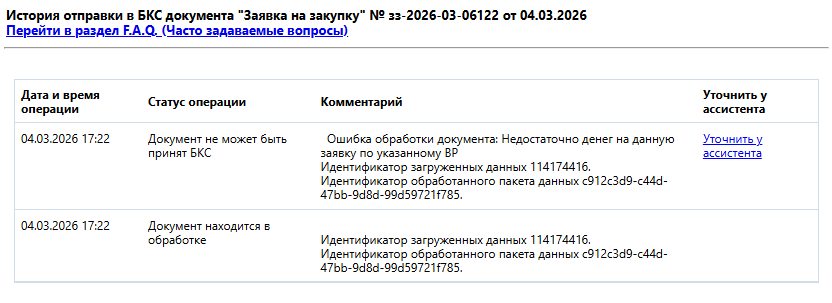 История отправки в БКС документа "Заявка на закупку" № зз-2026-03-06122 от 04.03.2026
Перейти в раздел F.A.Q. (Часто задаваемые вопросы)
Дата и время операции
Статус операции
Комментарий
Уточнить у ассистента
04.03.2026 17:22
Документ не может быть
принят БКС
Ошибка обработки документа: Недостаточно денег на данную
заявку по указанному ВР
Идентификатор загруженных данных 114174416.
Идентификатор обработанного пакета данных c912c3d9-c44d-
47bb-9d8d-99d59721f785.
Уточнить у
ассистента
04.03.2026 17:22
Документ находится в
обработке
Идентификатор загруженных данных 114174416.
Идентификатор обработанного пакета данных c912c3d9-c44d-
47bb-9d8d-99d59721f785.